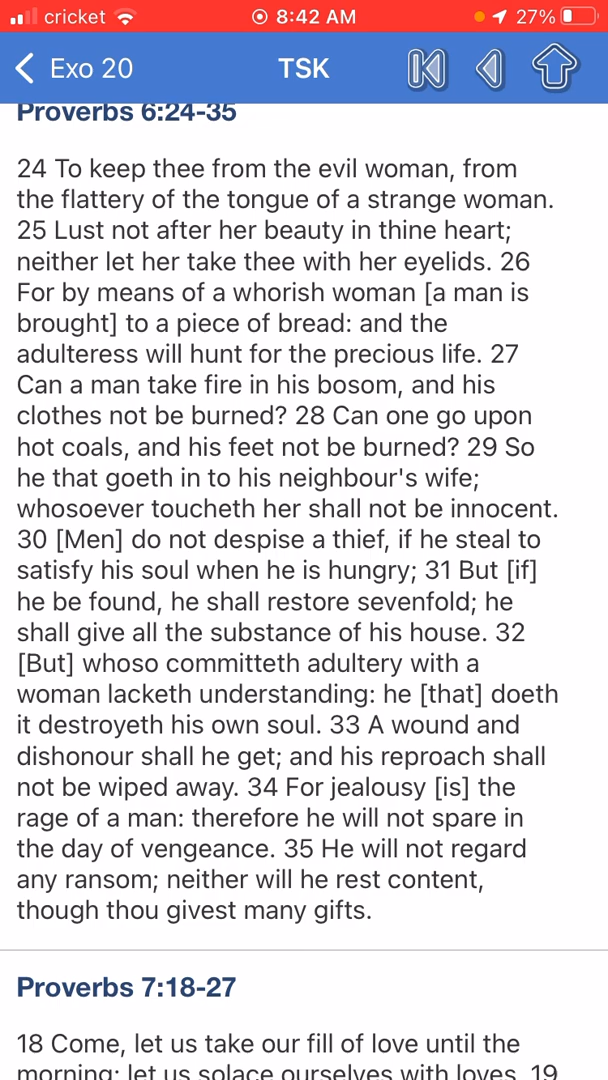 cricket 8:42 AM 27%
Exo 20 TSK
Proverbs 6:24-35
24 To keep thee from the evil woman, from
the flattery of the tongue of a strange woman.
25 Lust not after her beauty in thine heart;
neither let her take thee with her eyelids. 26
For by means of a whorish woman [a man is
brought] to a piece of bread: and the
adulteress will hunt for the precious life. 27
Can a man take fire in his bosom, and his
clothes not be burned? 28 Can one go upon
hot coals, and his feet not be burned? 29 So
he that goeth in to his neighbour's wife;
whosoever toucheth her shall not be innocent.
30 [Men] do not despise a thief, if he steal to
satisfy his soul when he is hungry; 31 But [if]
he be found, he shall restore sevenfold; he
shall give all the substance of his house. 32
[But] whoso committeth adultery with a
woman lacketh understanding: he [that] doeth
it destroyeth his own soul. 33 A wound and
dishonour shall he get; and his reproach shall
not be wiped away. 34 For jealousy [is] the
rage of a man: therefore he will not spare in
the day of vengeance. 35 He will not regard
any ransom; neither will he rest content,
though thou givest many gifts.
Proverbs 7:18-27
18 Come, let us take our fill of love until the
morning: let us solace ourselves with loves. 19